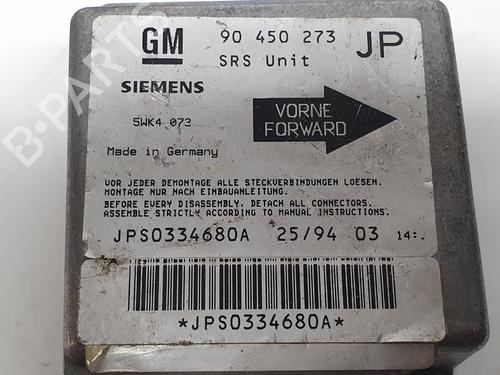 GM 90 450 273 JP
SRS Unit
SIEMENS
VORNE
FORWARD
5WK4 073
Made in Germany
VOR JEDER DEMONTAGE ALLE STECKVERBINDUNGEN LOESEN.
MONTAGE NUR NACH EINBAUANLEITUNG.
BEFORE EVERY DISASSEMBLY, DETACH ALL CONNECTORS.
ASSEMBLE STRICTLY ACCORDING TO MANUAL INSTRUCTIONS.
JPS0334680A 25/94 03 14:.
*JPS0334680A*
B-PARTS